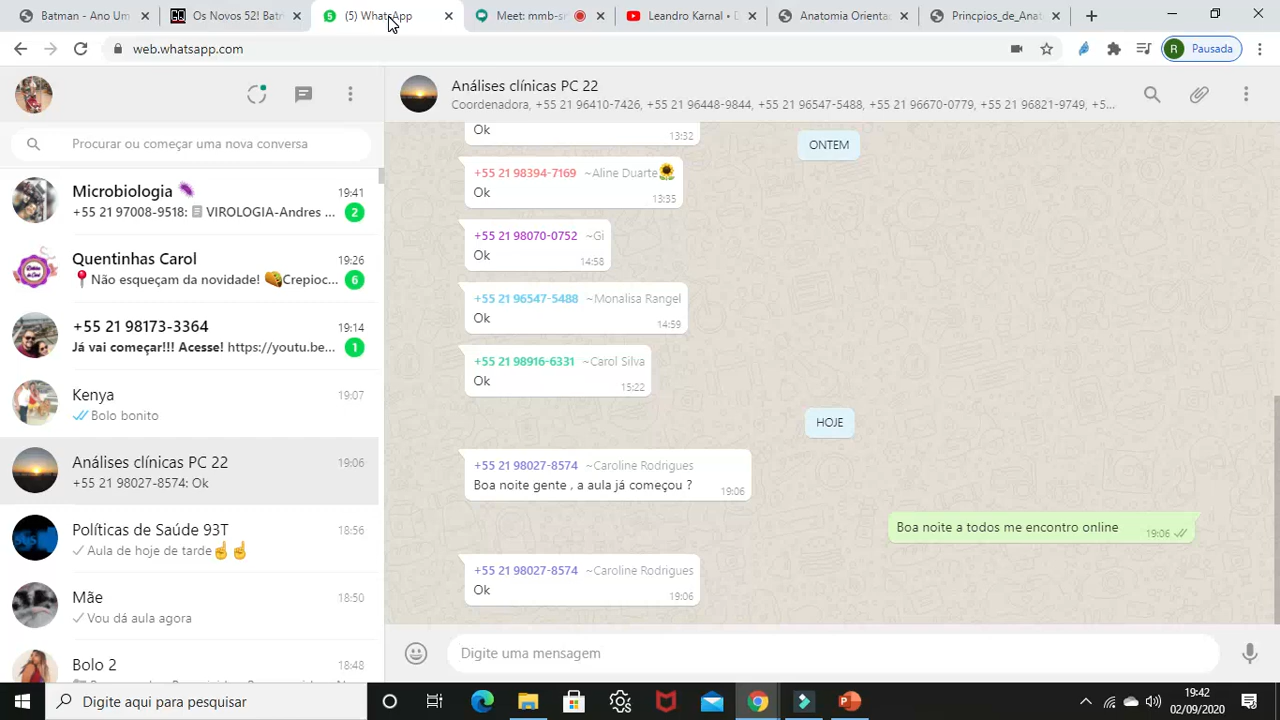 Batman - Ano Um
Os Novos 52! Batr
(5) WhatsApp
Meet: mmb-sr
Leandro Karnal • D
Anatomia Orienta
Princpios_de_Anat
web.whatsapp.com
R Pausada
Procurar ou começar uma nova conversa
Microbiologia 🦠 19:41
+55 21 97008-9518: VIROLOGIA-Andres ... 2
Quentinhas Carol 19:26
📍Não esqueçam da novidade! 🌮Crepioc... 6
+55 21 98173-3364 19:14
Já vai começar!!! Acesse! https://youtu.be... 1
Kenya 19:07
Bolo bonito
Análises clínicas PC 22 19:06
+55 21 98027-8574: Ok
Políticas de Saúde 93T 18:56
Aula de hoje de tarde☝️☝️
Mãe 18:50
Vou dá aula agora
Bolo 2 18:48
Análises clínicas PC 22
Coordenadora, +55 21 96410-7426, +55 21 96448-9844, +55 21 96547-5488, +55 21 96670-0779, +55 21 96821-9749, +5...
Ok 13:32
ONTEM
+55 21 98394-7169 ~Aline Duarte🌻
Ok 13:35
+55 21 98070-0752 ~Gi
Ok 14:58
+55 21 96547-5488 ~Monalisa Rangel
Ok 14:59
+55 21 98916-6331 ~Carol Silva
Ok 15:22
HOJE
+55 21 98027-8574 ~Caroline Rodrigues
Boa noite gente , a aula já começou ? 19:06
Boa noite a todos me encontro online 19:06
+55 21 98027-8574 ~Caroline Rodrigues
Ok 19:06
Digite uma mensagem
Digite aqui para pesquisar
19:42
02/09/2020